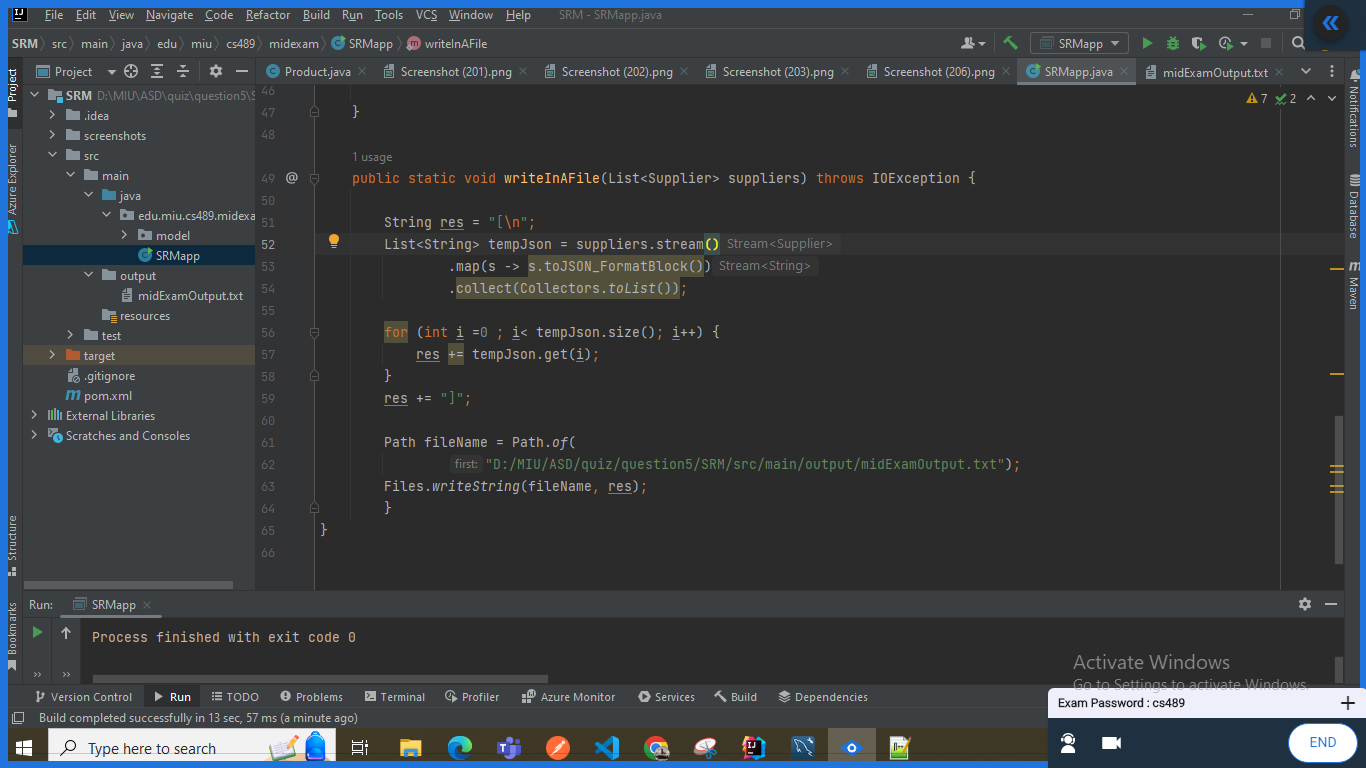 File Edit View Navigate Code Refactor Build Run Tools VCS Window Help SRM - SRMapp.java
SRM src main java edu miu cs489 midexam SRMapp writeInAFile SRMapp
Project Product.java Screenshot (201).png Screenshot (202).png Screenshot (203).png Screenshot (206).png SRMapp.java midExamOutput.txt
Project
Azure Explorer
Structure
Bookmarks
SRM D:\MIU\ASD\quiz\question5\S
.idea
screenshots
src
main
java
edu.miu.cs489.midexa
model
SRMapp
output
midExamOutput.txt
resources
test
target
.gitignore
pom.xml
External Libraries
Scratches and Consoles
7 2
46
47 }
48
1 usage
49 @ public static void writeInAFile(List<Supplier> suppliers) throws IOException {
50
51 String res = "[\n";
52 List<String> tempJson = suppliers.stream() Stream<Supplier>
53 .map(s -> s.toJSON_FormatBlock()) Stream<String>
54 .collect(Collectors.toList());
55
56 for (int i =0 ; i< tempJson.size(); i++) {
57 res += tempJson.get(i);
58 }
59 res += "]";
60
61 Path fileName = Path.of(
62 first: "D:/MIU/ASD/quiz/question5/SRM/src/main/output/midExamOutput.txt");
63 Files.writeString(fileName, res);
64 }
65 }
66
Notifications
Database
Maven
Run: SRMapp
Process finished with exit code 0
Activate Windows
Go to Settings to activate Windows.
Version Control Run TODO Problems Terminal Profiler Azure Monitor Services Build Dependencies
Build completed successfully in 13 sec, 57 ms (a minute ago)
Exam Password : cs489
END
Type here to search